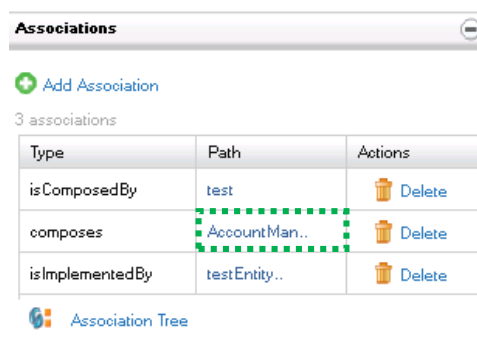 Associations
Add Association
3 associations
Type Path Actions
isComposedBy test Delete
composes AccountMan.. Delete
isImplementedBy testEntity.. Delete
Association Tree